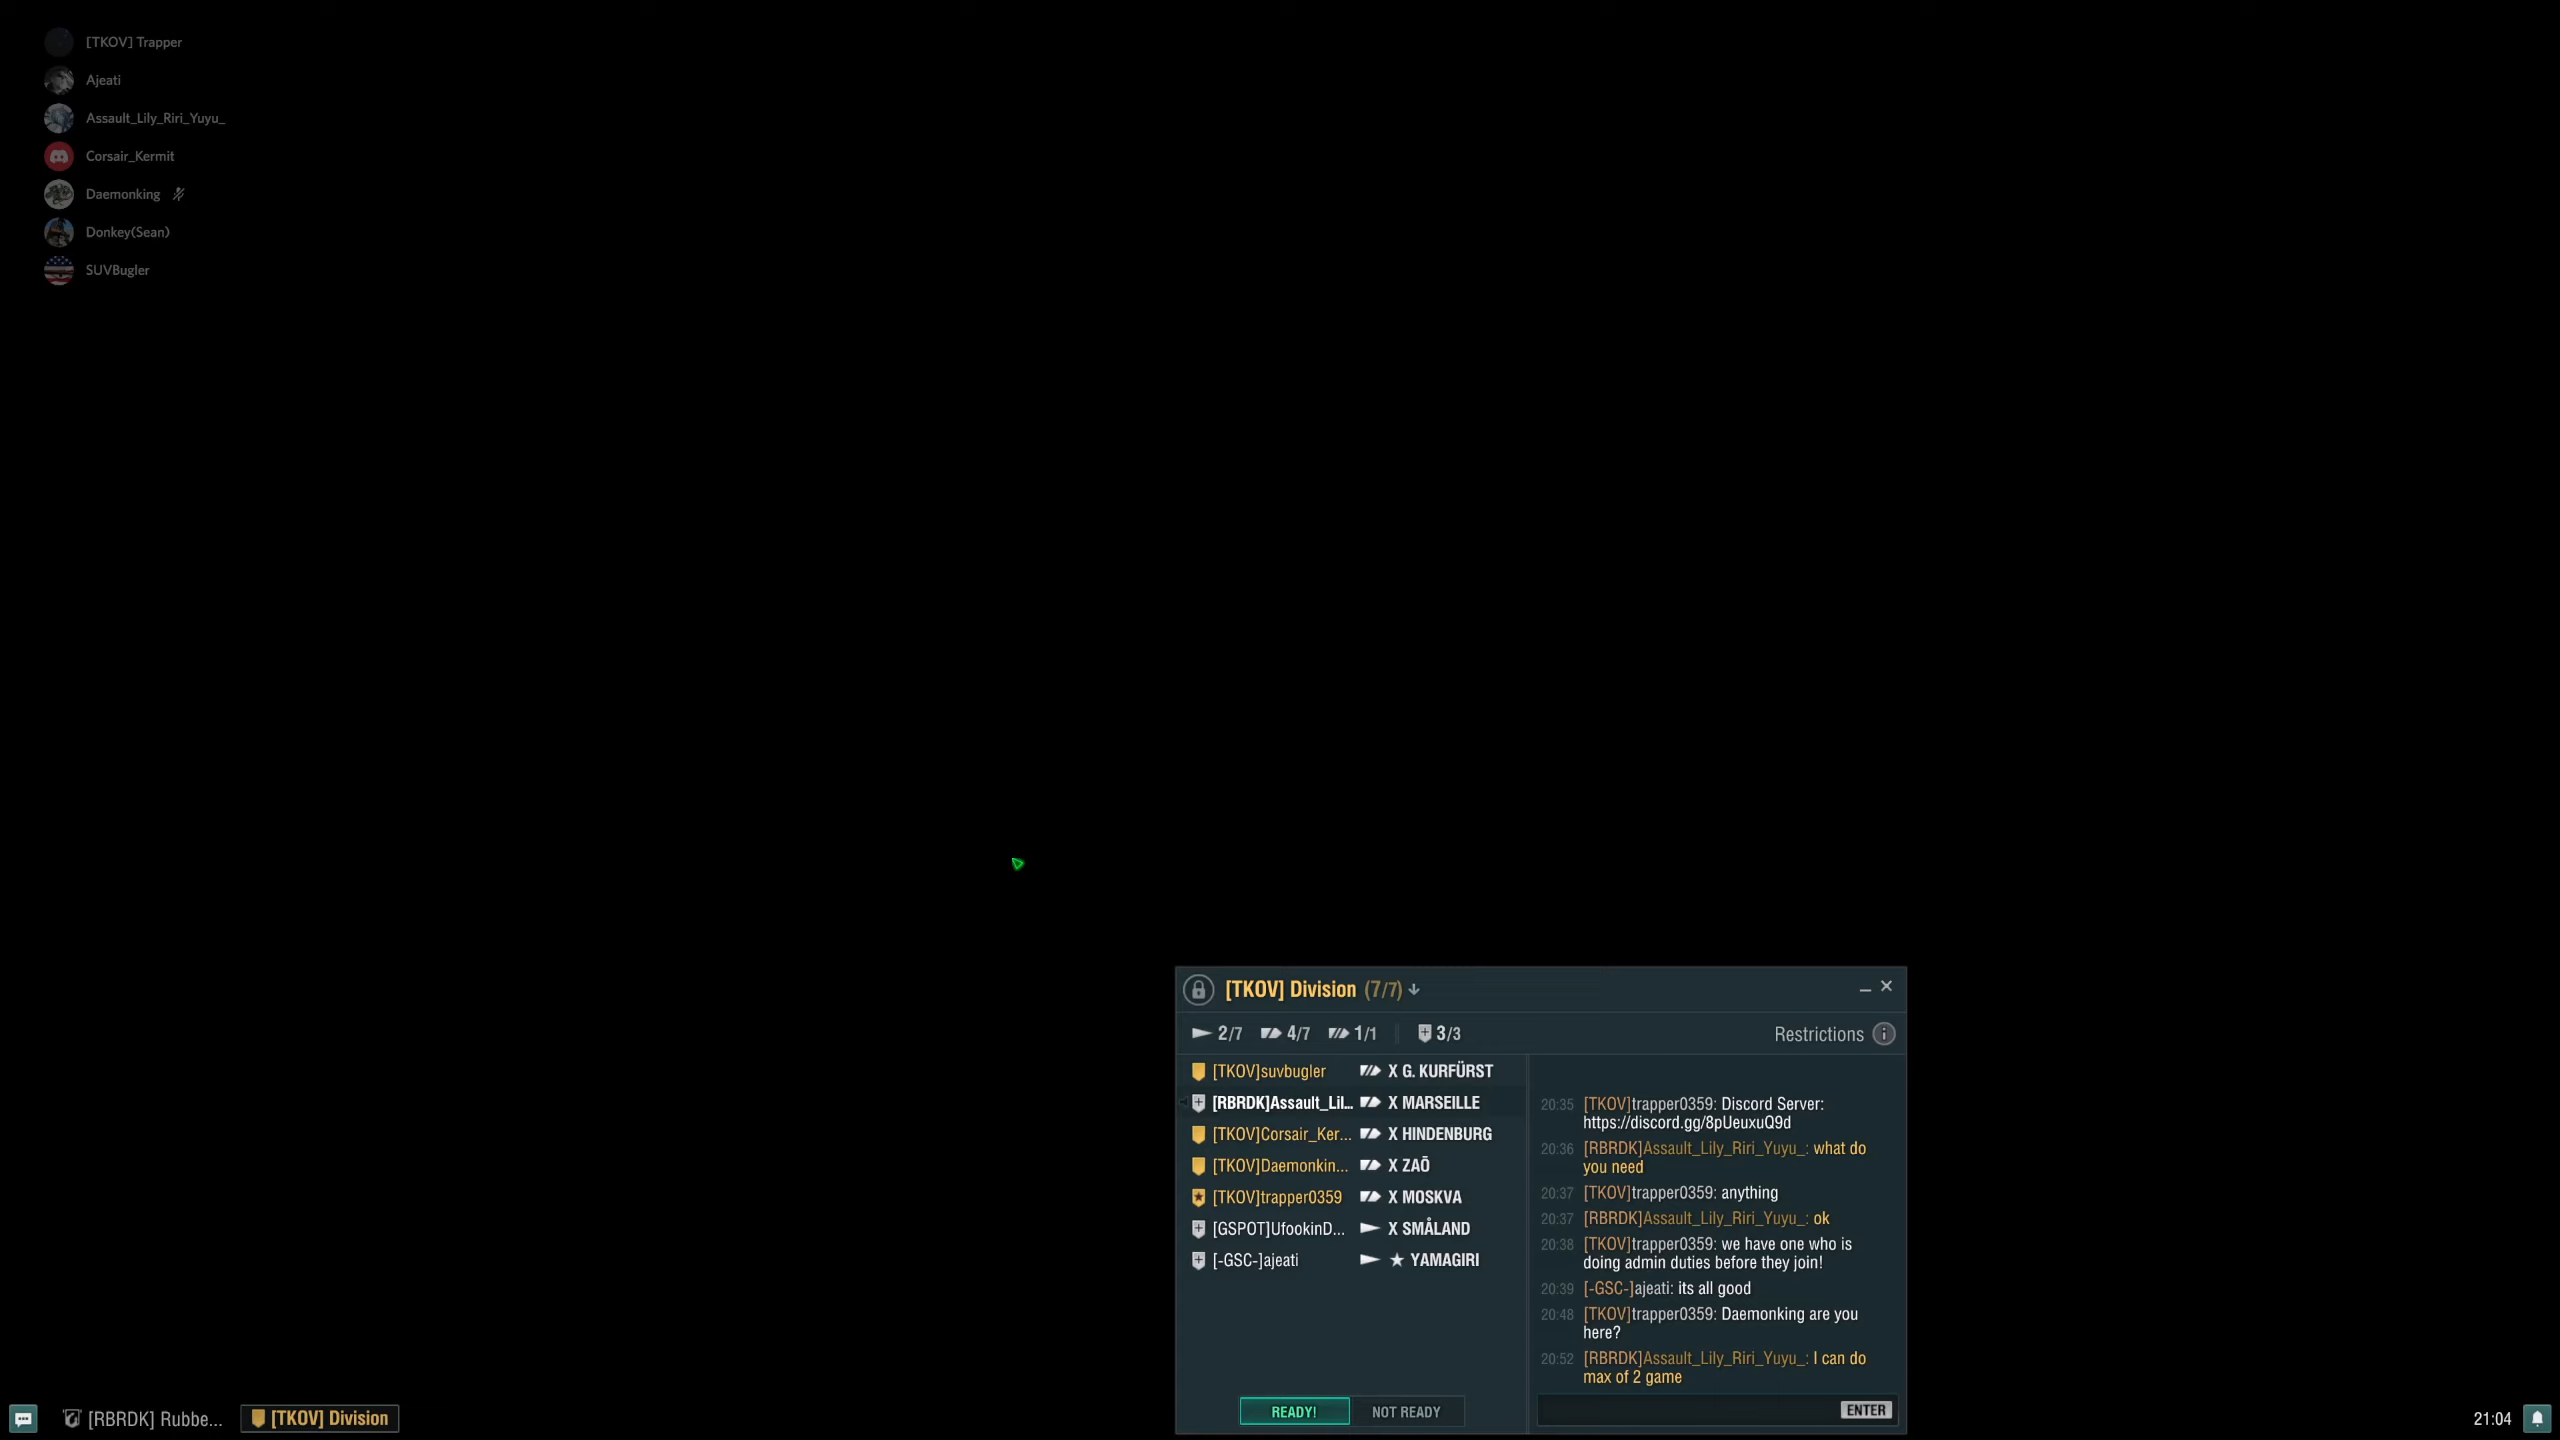 [TKOV] Trapper
Ajeati
Assault_Lily_Riri_Yuyu_
Corsair_Kermit
Daemonking
Donkey(Sean)
SUVBugler
[TKOV] Division (7/7)
2/7 4/7 1/1 3/3 Restrictions
[TKOV]suvbugler X G. KURFÜRST
[RBRDK]Assault_Lil... X MARSEILLE
[TKOV]Corsair_Ker... X HINDENBURG
[TKOV]Daemonkin... X ZAŌ
[TKOV]trapper0359 X MOSKVA
[GSPOT]UfookinD... X SMÅLAND
[-GSC-]ajeati ★ YAMAGIRI
READY! NOT READY
20:35 [TKOV]trapper0359: Discord Server:
https://discord.gg/8pUeuxuQ9d
20:36 [RBRDK]Assault_Lily_Riri_Yuyu_: what do
you need
20:37 [TKOV]trapper0359: anything
20:37 [RBRDK]Assault_Lily_Riri_Yuyu_: ok
20:38 [TKOV]trapper0359: we have one who is
doing admin duties before they join!
20:39 [-GSC-]ajeati: its all good
20:48 [TKOV]trapper0359: Daemonking are you
here?
20:52 [RBRDK]Assault_Lily_Riri_Yuyu_: I can do
max of 2 game
ENTER
[RBRDK] Rubbe... [TKOV] Division
21:04